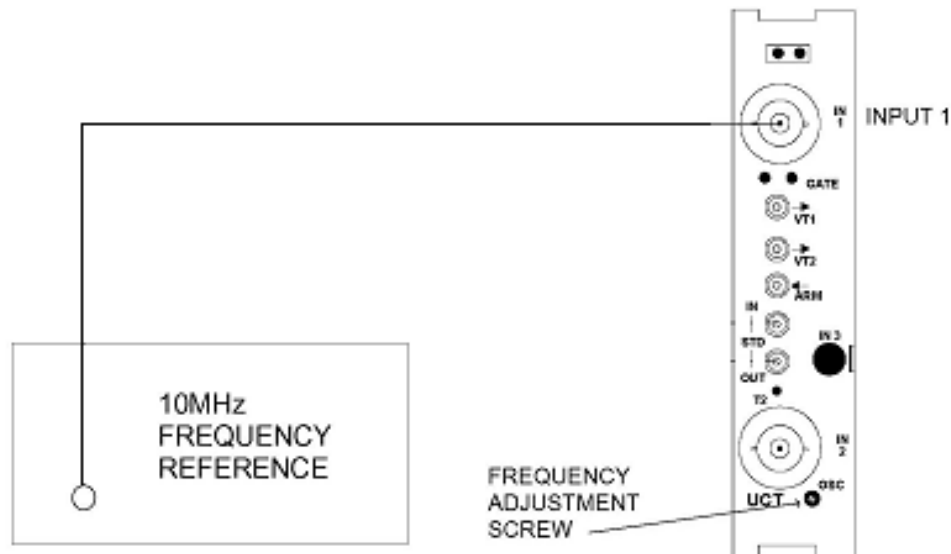 IN
1
INPUT 1
GATE
VT1
VT2
ARM
IN
STD
IN 3
OUT
T2
10MHz
FREQUENCY
REFERENCE
IN
2
FREQUENCY
ADJUSTMENT
SCREW
OSC
UCT